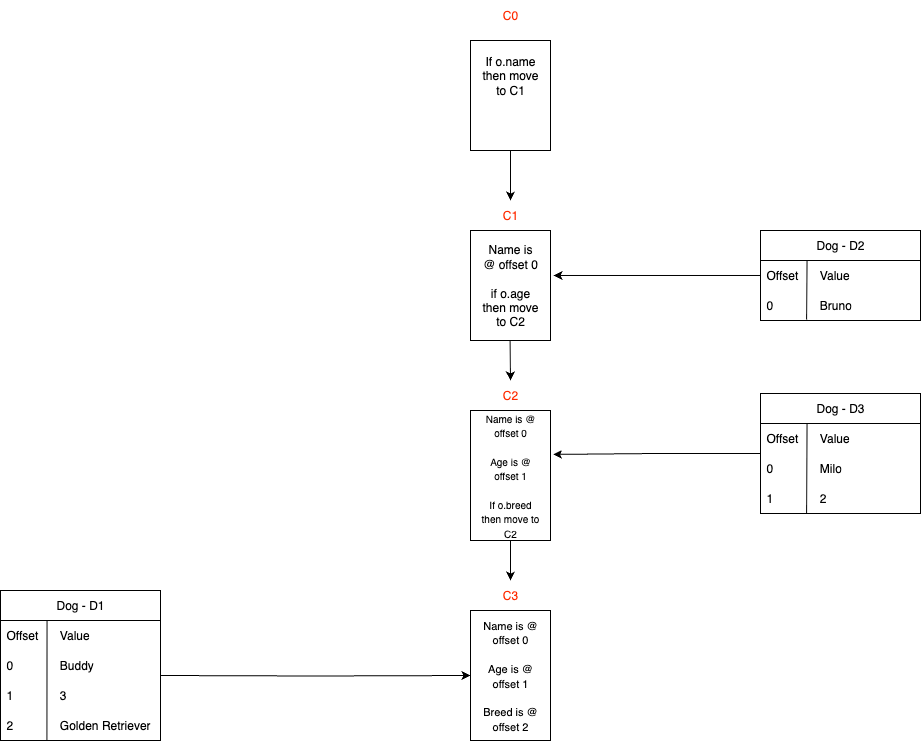 C0
If o.name
then move
to C1
C1
Name is
@ offset 0
if o.age
then move
to C2
Dog - D2
Offset Value
0 Bruno
C2
Name is @
offset 0
Age is @
offset 1
If o.breed
then move to
C2
Dog - D3
Offset Value
0 Milo
1 2
C3
Name is @
offset 0
Age is @
offset 1
Breed is @
offset 2
Dog - D1
Offset Value
0 Buddy
1 3
2 Golden Retriever